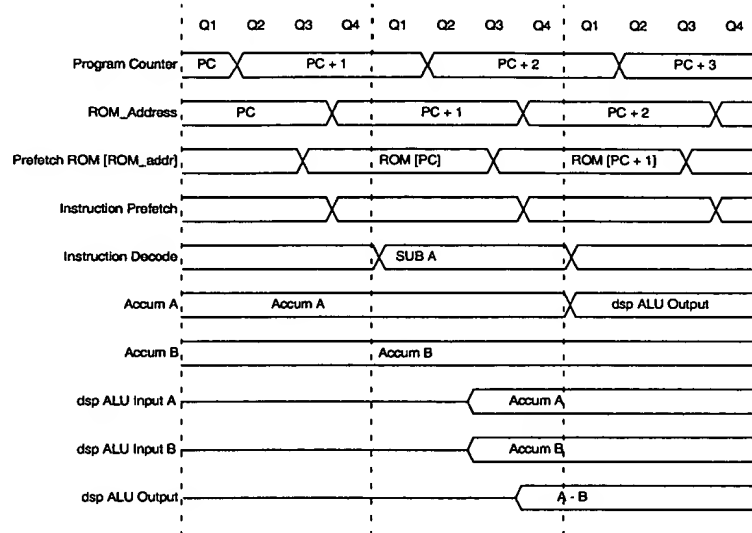 Q1 Q2 Q3 Q4 Q1 Q2 Q3 Q4 Q1 Q2 Q3 Q4
Program Counter PC PC + 1 PC + 2 PC + 3
ROM_Address PC PC + 1 PC + 2
Prefetch ROM [ROM_addr] ROM [PC] ROM [PC + 1]
Instruction Prefetch
Instruction Decode SUB A
Accum A Accum A dsp ALU Output
Accum B Accum B
dsp ALU Input A Accum A
dsp ALU Input B Accum B
dsp ALU Output A - B